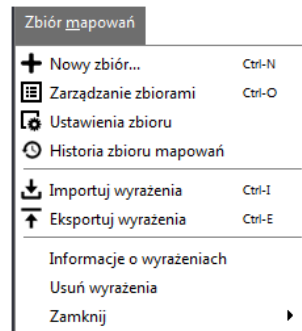 Zbiór mapowań
Nowy zbiór... Ctrl-N
Zarządzanie zbiorami Ctrl-O
Ustawienia zbioru
Historia zbioru mapowań
Importuj wyrażenia Ctrl-I
Eksportuj wyrażenia Ctrl-E
Informacje o wyrażeniach
Usuń wyrażenia
Zamknij